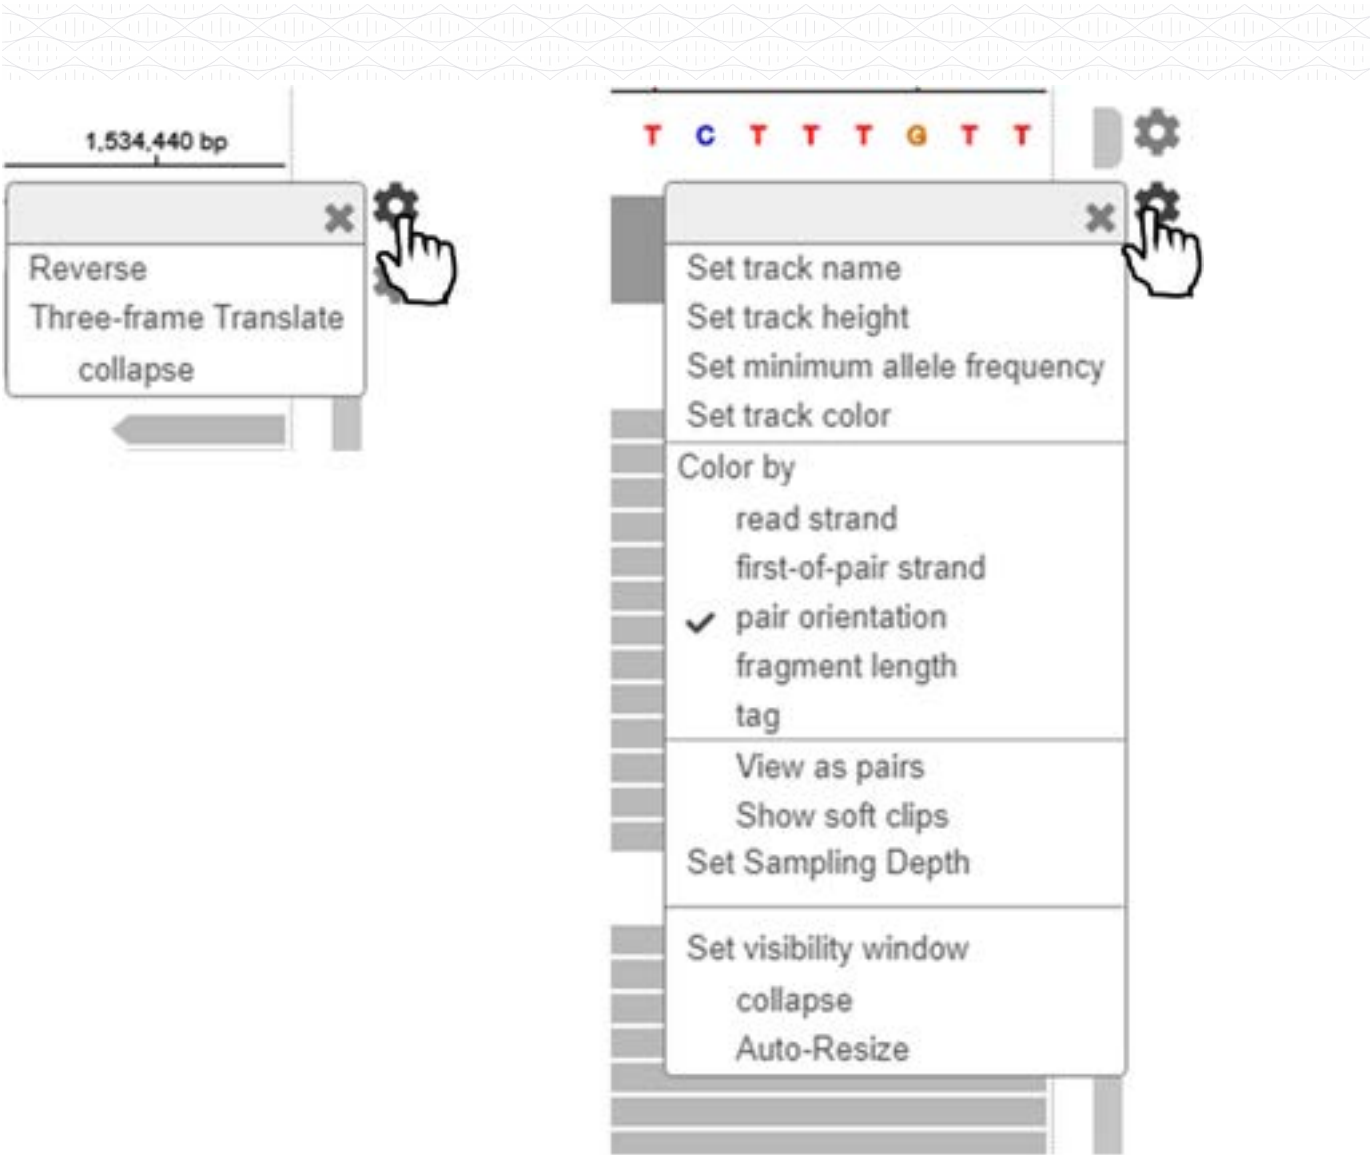 1,534,440 bp
Reverse
Three-frame Translate
collapse
T C T T T G T T
Set track name
Set track height
Set minimum allele frequency
Set track color
Color by
read strand
first-of-pair strand
pair orientation
fragment length
tag
View as pairs
Show soft clips
Set Sampling Depth
Set visibility window
collapse
Auto-Resize